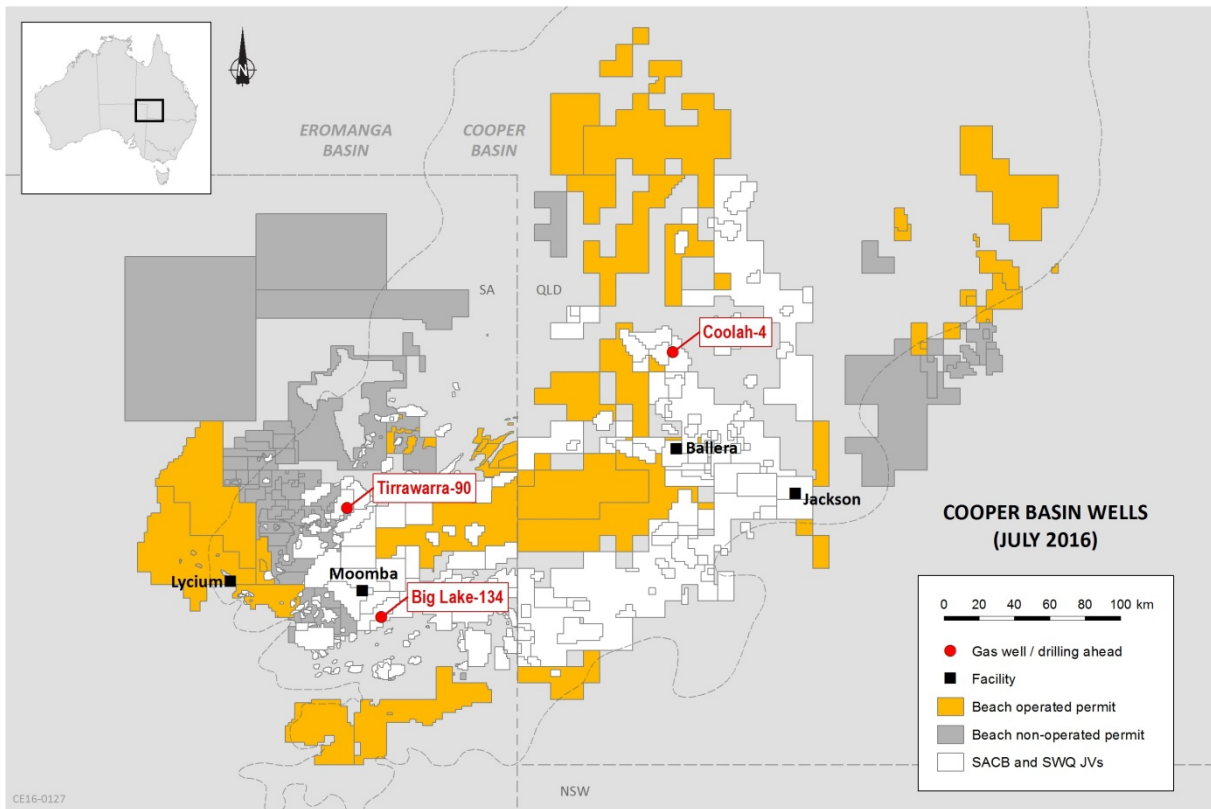 N
EROMANGA
BASIN
COOPER
BASIN
SA
QLD
Coolah-4
Ballera
Tirrawarra-90
Jackson
COOPER BASIN WELLS
(JULY 2016)
Lycium
Moomba
Big Lake-134
0 20 40 60 80 100 km
Gas well / drilling ahead
Facility
Beach operated permit
Beach non-operated permit
SACB and SWQ JVs
NSW
CE16-0127